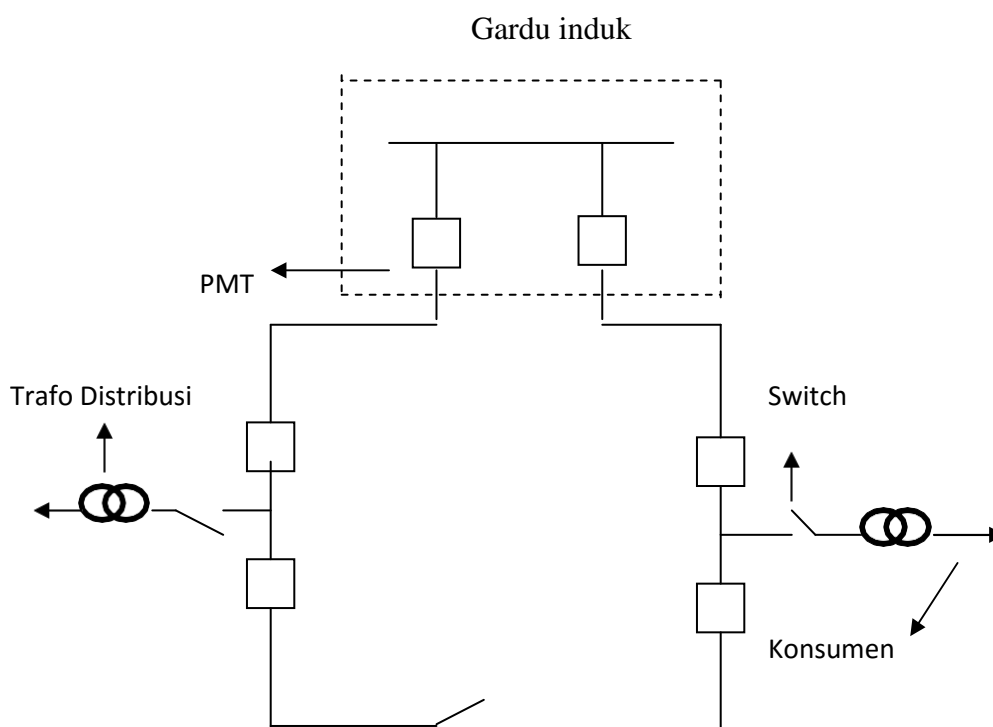 Gardu induk
PMT
Trafo Distribusi
Switch
Konsumen